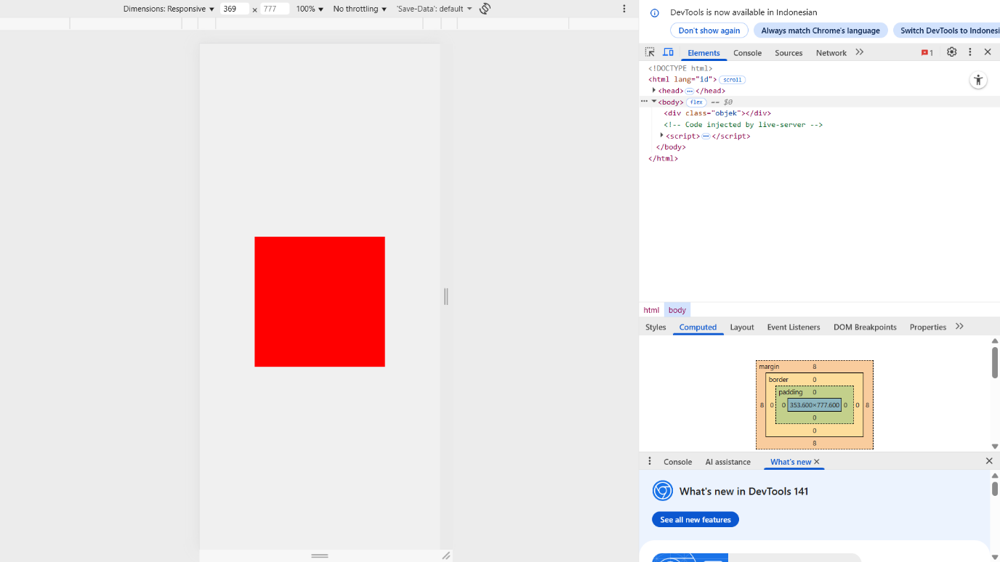 Dimensions: Responsive 369 × 777 100% No throttling 'Save-Data': default
DevTools is now available in Indonesian
Don't show again Always match Chrome's language Switch DevTools to Indonesi
Elements Console Sources Network 1
<!DOCTYPE html>
<html lang="id"> scroll
<head> ••• </head>
••• <body> flex == $0
<div class="objek"></div>
<!-- Code injected by live-server -->
<script> ••• </script>
</body>
</html>
html body
Styles Computed Layout Event Listeners DOM Breakpoints Properties
margin 8
border 0
padding 0
8 0 0 353.600×777.600 0 0 8
0
0
8
Console AI assistance What's new
What's new in DevTools 141
See all new features